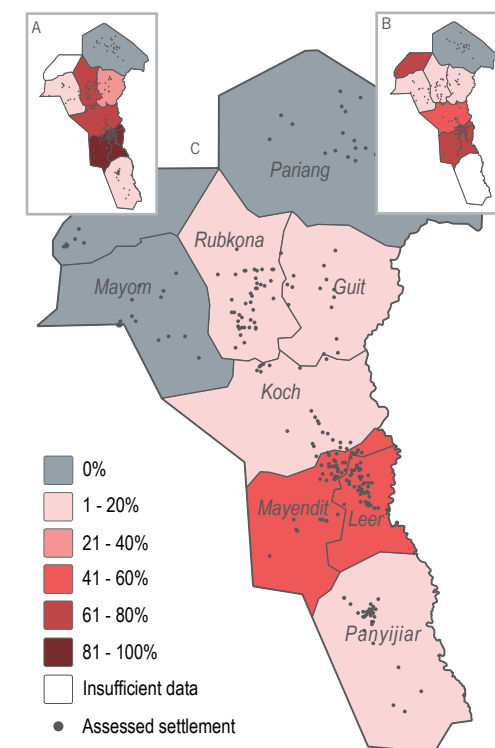 A
B
C
Pariang
Rubkona
Mayom
Guit
Koch
Mayendit
Leer
Panyijiar
0%
1 - 20%
21 - 40%
41 - 60%
61 - 80%
81 - 100%
Insufficient data
Assessed settlement